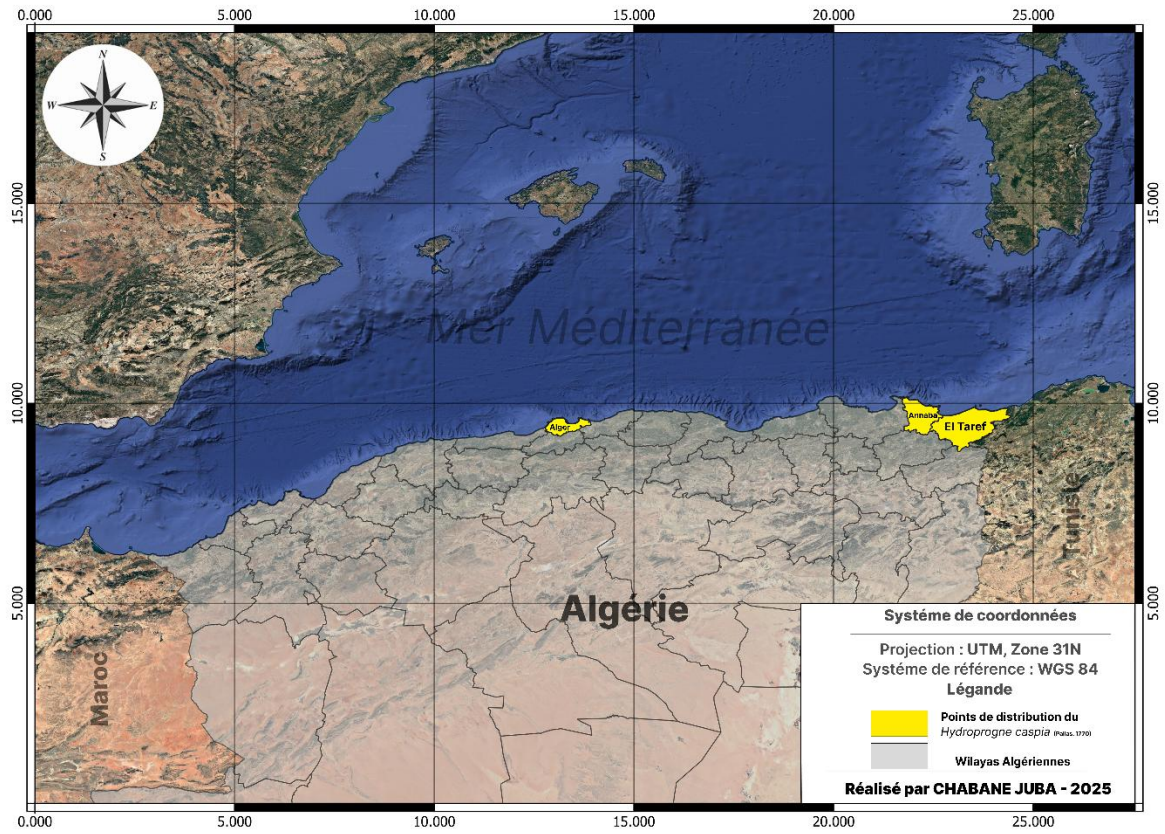 0.000 5.000 10.000 15.000 20.000 25.000
N
W E
S
15.000 15.000
Mer Méditerranée
10.000 10.000
Annaba
El Taref
Alger
Tunisie
5.000 5.000
Algérie
Maroc
Systéme de coordonnées
Projection : UTM, Zone 31N
Systéme de référence : WGS 84
Légande
Points de distribution du
Hydroprogne caspia (Pallas. 1770)
Wilayas Algériennes
Réalisé par CHABANE JUBA - 2025
0.000 5.000 10.000 15.000 20.000 25.000